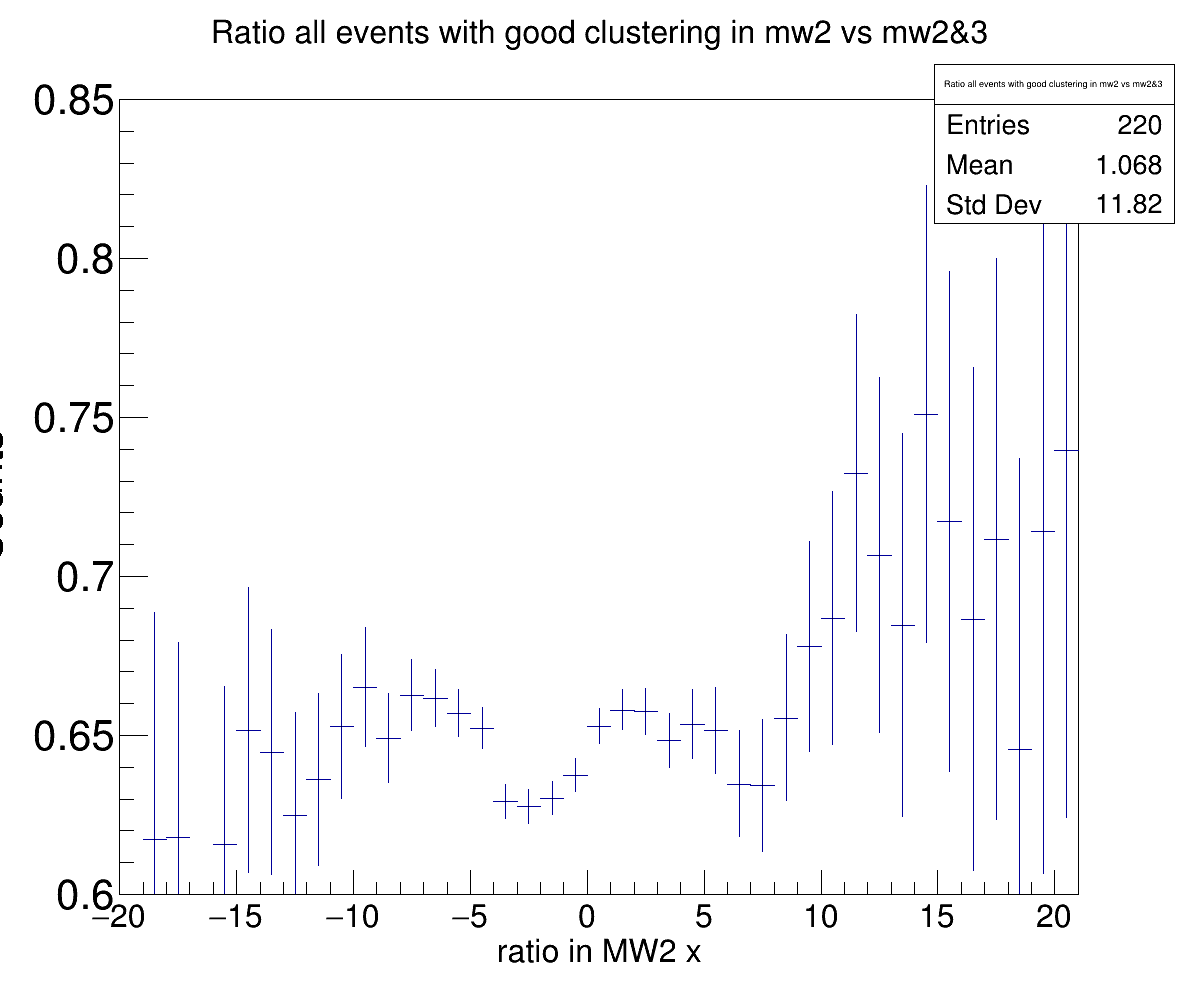 Ratio all events with good clustering in mw2 vs mw2&3
Ratio all events with good clustering in mw2 vs mw2&3
Entries 220
Mean 1.068
Std Dev 11.82
0.85
0.8
0.75
0.7
0.65
0.6
−20 −15 −10 −5 0 5 10 15 20
ratio in MW2 x